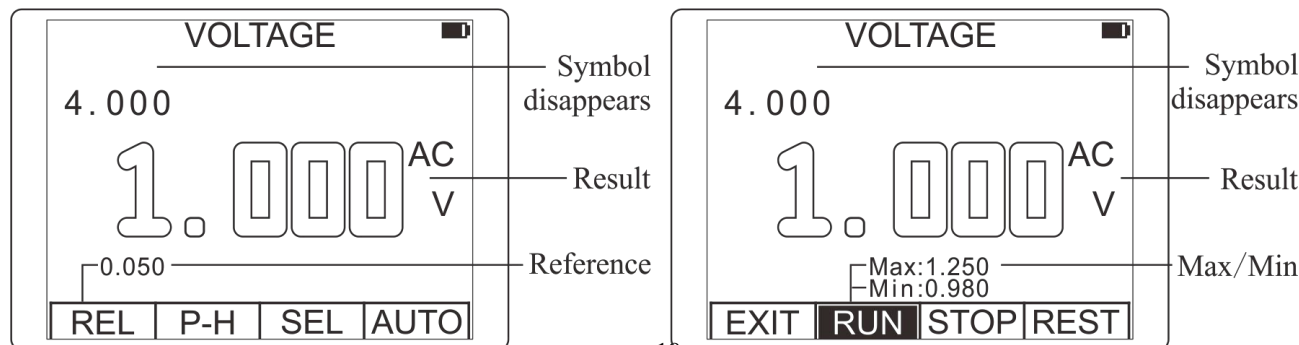 VOLTAGE
Symbol
disappears
4.000
1.000
AC
V
Result
0.050
Reference
REL P-H SEL AUTO
VOLTAGE
Symbol
disappears
4.000
1.000
AC
V
Result
Max:1.250
Min:0.980
Max/Min
EXIT RUN STOP REST